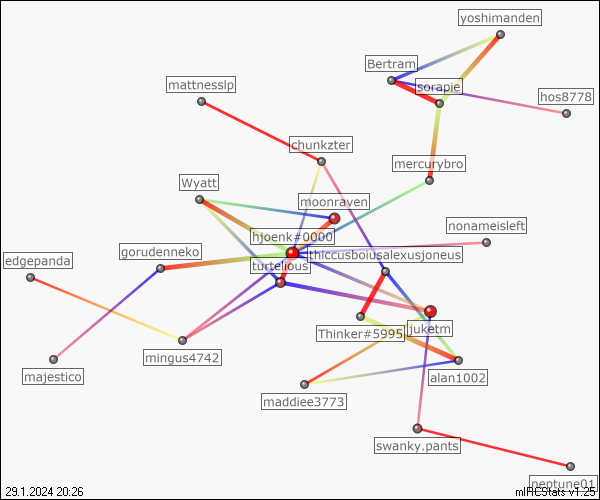 yoshimanden
Bertram
sorapie
mattnesslp
hos8778
chunkzter
mercurybro
Wyatt
moonraven
nonameisleft
hjoenk#0000
gorudenneko
thiccusboiusalexusjoneus
edgepanda
turtelious
Thinker#5995
juketm
mingus4742
majestico
alan1002
maddiee3773
swanky.pants
neptune01
29.1.2024 20:26
mIRCStats v1.25